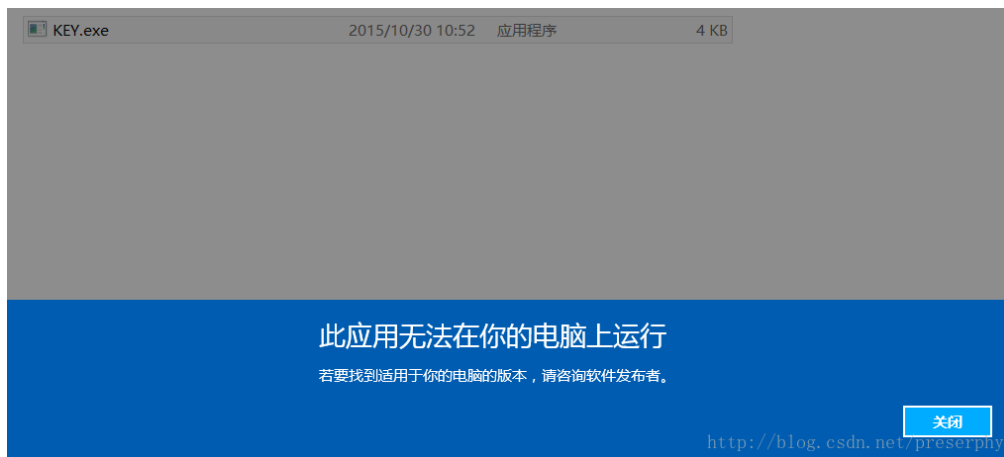 KEY.exe 2015/10/30 10:52 应用程序 4 KB
此应用无法在你的电脑上运行
若要找到适用于你的电脑的版本，请咨询软件发布者。
关闭
http://blog.csdn.net/preserphy